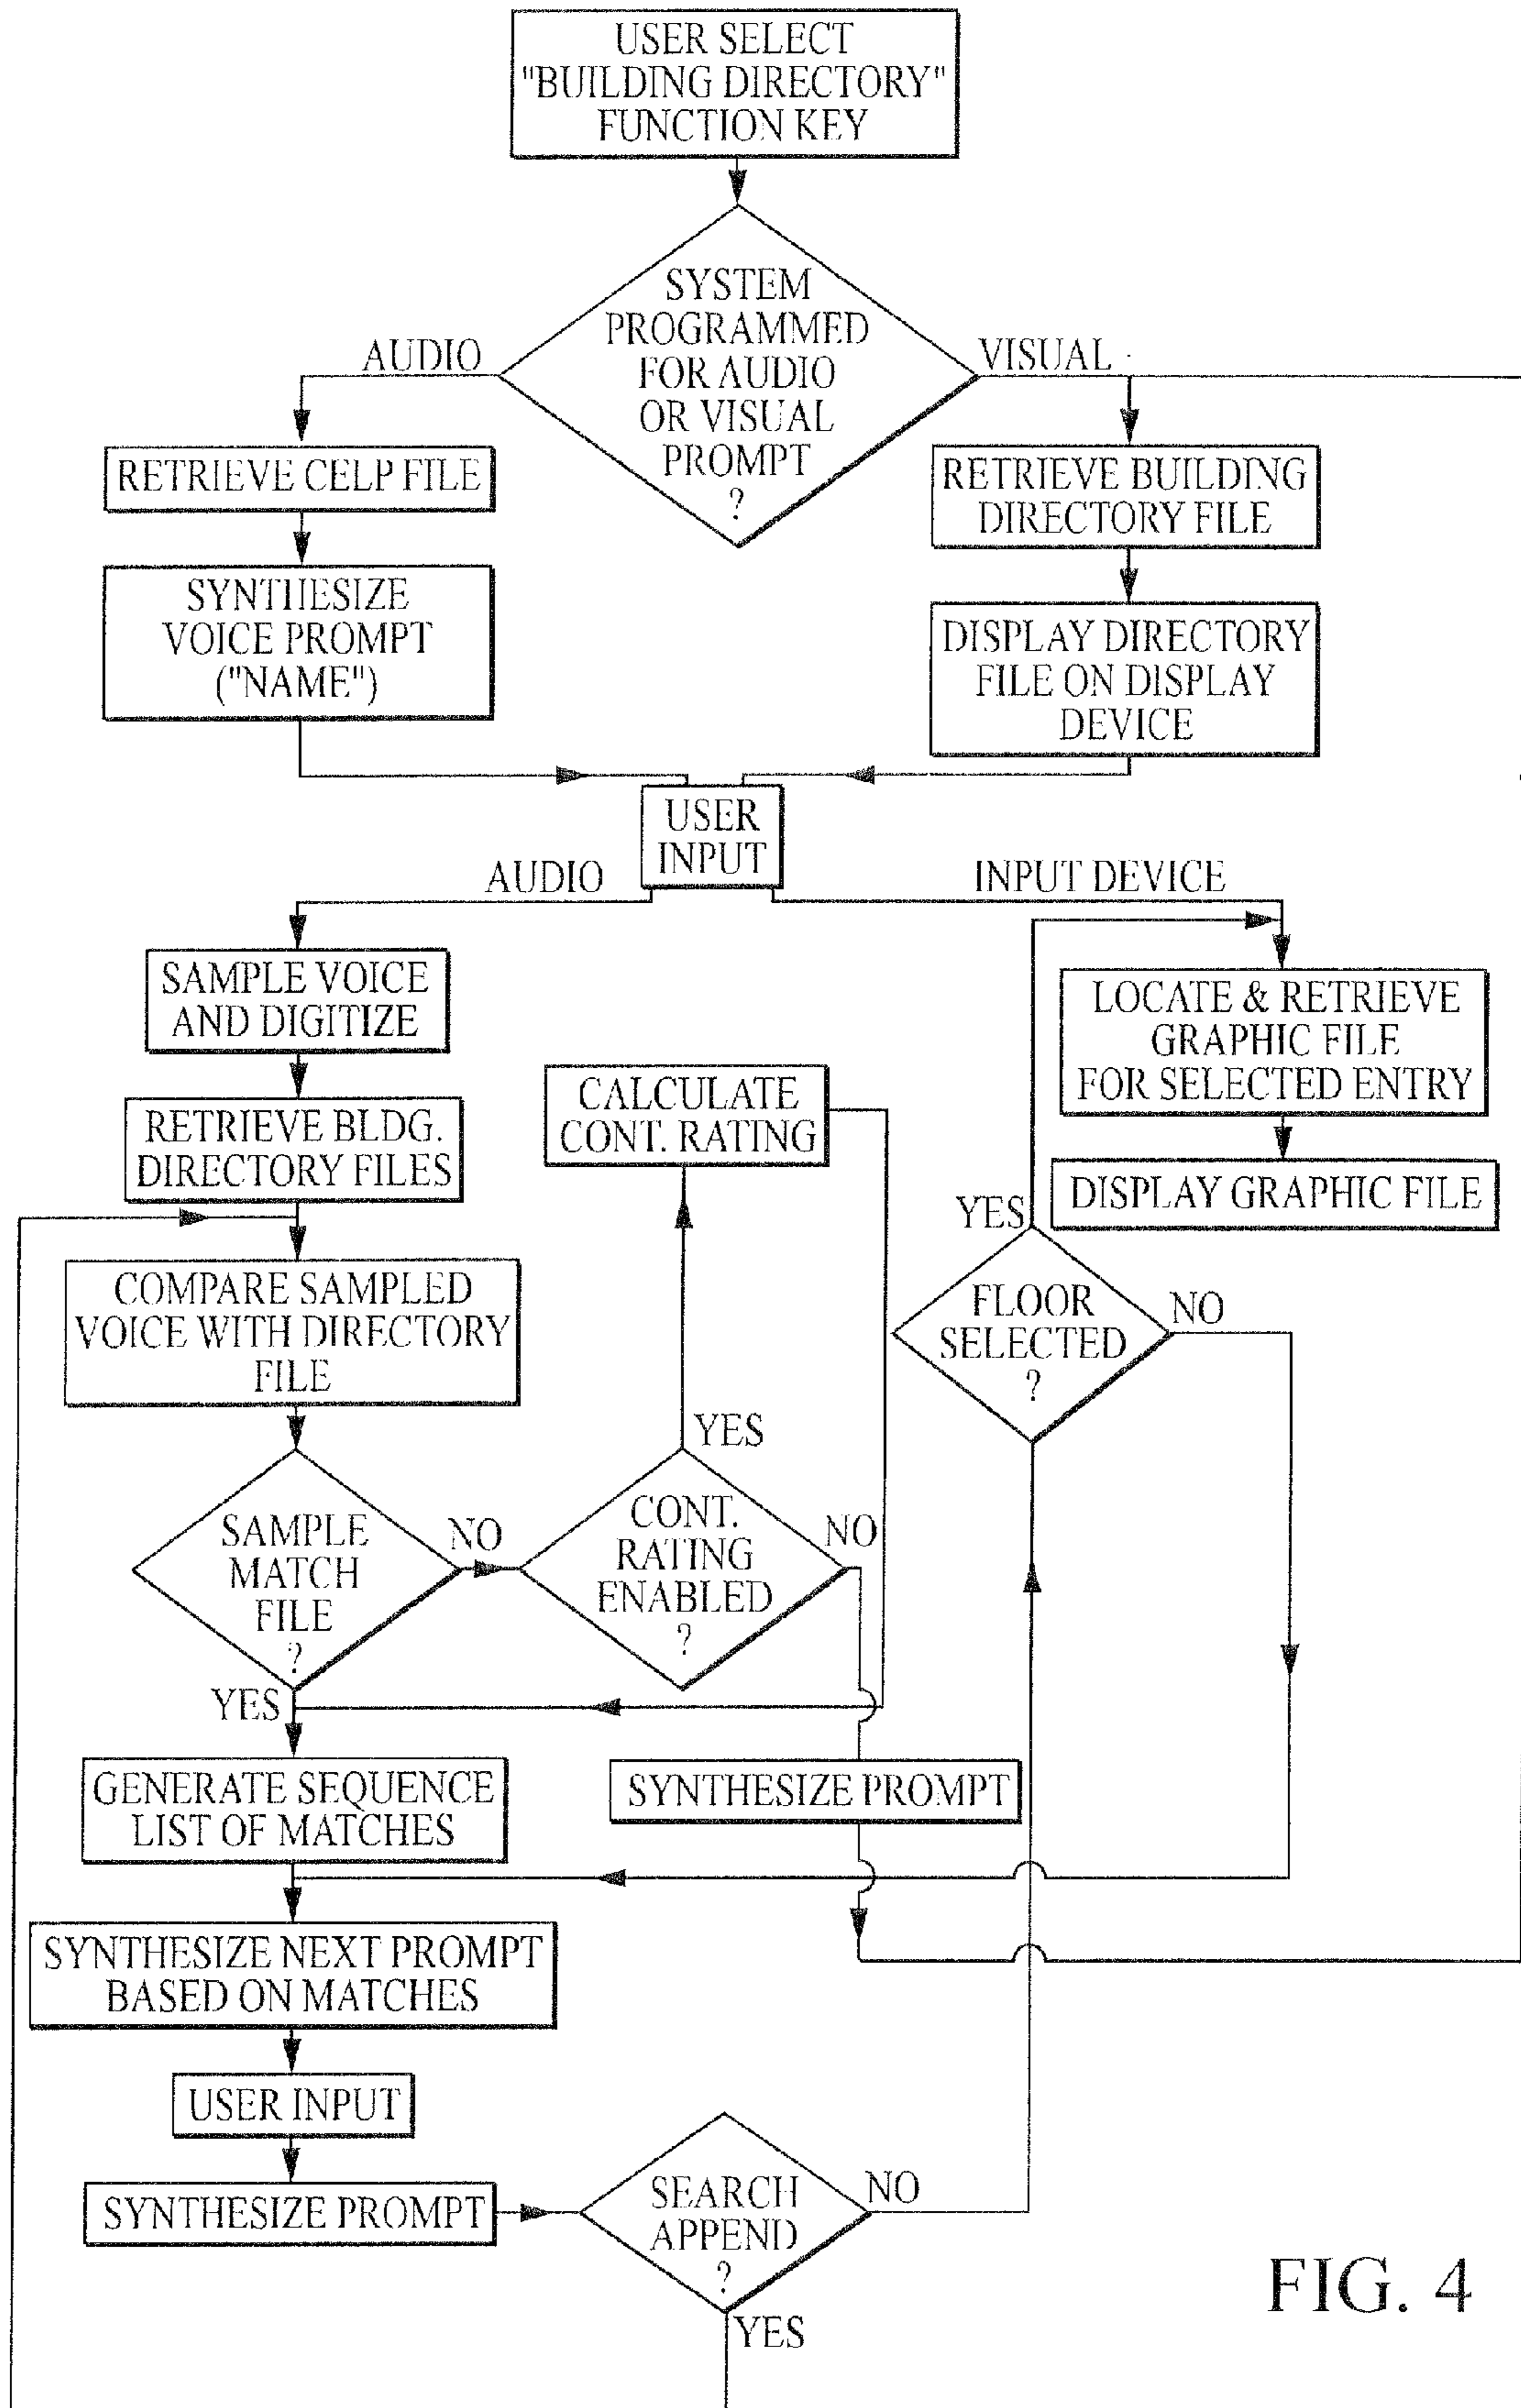 USER SELECT
"BUILDING DIRECTORY"
FUNCTION KEY
SYSTEM
PROGRAMMED
FOR AUDIO
OR VISUAL
PROMPT
?
AUDIO
VISUAL
RETRIEVE CELP FILE
RETRIEVE BUILDING
DIRECTORY FILE
SYNTHESIZE
VOICE PROMPT
("NAME")
DISPLAY DIRECTORY
FILE ON DISPLAY
DEVICE
USER
INPUT
AUDIO
INPUT DEVICE
SAMPLE VOICE
AND DIGITIZE
LOCATE & RETRIEVE
GRAPHIC FILE
FOR SELECTED ENTRY
CALCULATE
CONT. RATING
RETRIEVE BLDG.
DIRECTORY FILES
DISPLAY GRAPHIC FILE
YES
COMPARE SAMPLED
VOICE WITH DIRECTORY
FILE
FLOOR
SELECTED
?
NO
YES
SAMPLE
MATCH
FILE
?
NO
CONT.
RATING
ENABLED
?
NO
YES
GENERATE SEQUENCE
LIST OF MATCHES
SYNTHESIZE PROMPT
SYNTHESIZE NEXT PROMPT
BASED ON MATCHES
USER INPUT
SYNTHESIZE PROMPT
SEARCH
APPEND
?
NO
YES
FIG. 4